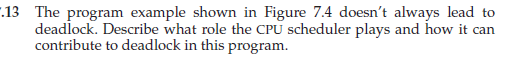 .13 The program example shown in Figure 7.4 doesn't always lead to
deadlock. Describe what role the CPU scheduler plays and how it can
contribute to deadlock in this program.